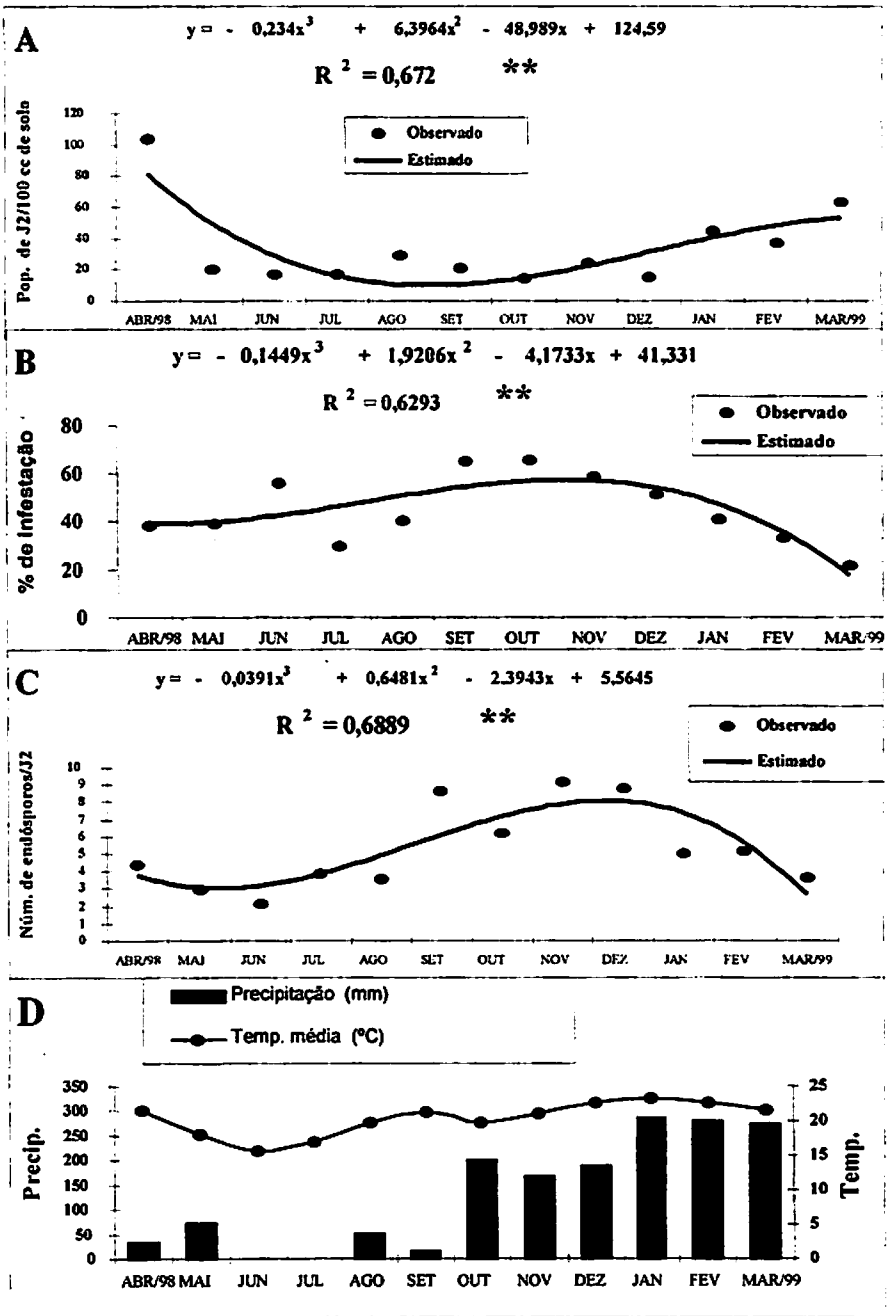 A
y = - 0,234x³ + 6,3964x² - 48,989x + 124,59
R² = 0,672 **
Pop. de J2/100 cc de solo
Observado
Estimado
120
100
80
60
40
20
0
ABR/98 MAI JUN JUL AGO SET OUT NOV DEZ JAN FEV MAR/99
B
y = - 0,1449x³ + 1,9206x² - 4,1733x + 41,331
R² = 0,6293 **
% de infestação
Observado
Estimado
80
60
40
20
0
ABR/98 MAI JUN JUL AGO SET OUT NOV DEZ JAN FEV MAR/99
C
y = - 0,0391x³ + 0,6481x² - 2,3943x + 5,5645
R² = 0,6889 **
Núm. de endósporos/J2
Observado
Estimado
10
9
8
7
6
5
4
3
2
1
0
ABR/98 MAI JUN JUL AGO SET OUT NOV DEZ JAN FEV MAR/99
D
Precipitação (mm)
Temp. média (ºC)
Precip.
350
300
250
200
150
100
50
0
25
20
15
10
5
0
Temp.
ABR/98 MAI JUN JUL AGO SET OUT NOV DEZ JAN FEV MAR/99